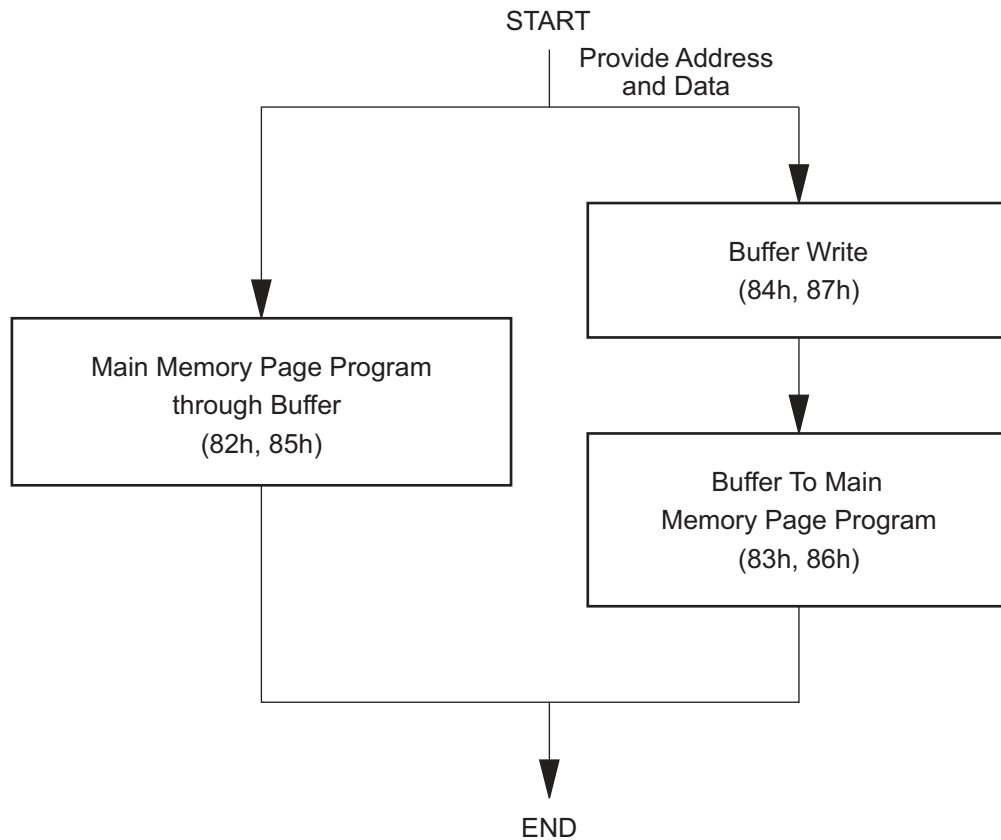 START
Provide Address
and Data
Buffer Write
(84h, 87h)
Main Memory Page Program
through Buffer
(82h, 85h)
Buffer To Main
Memory Page Program
(83h, 86h)
END